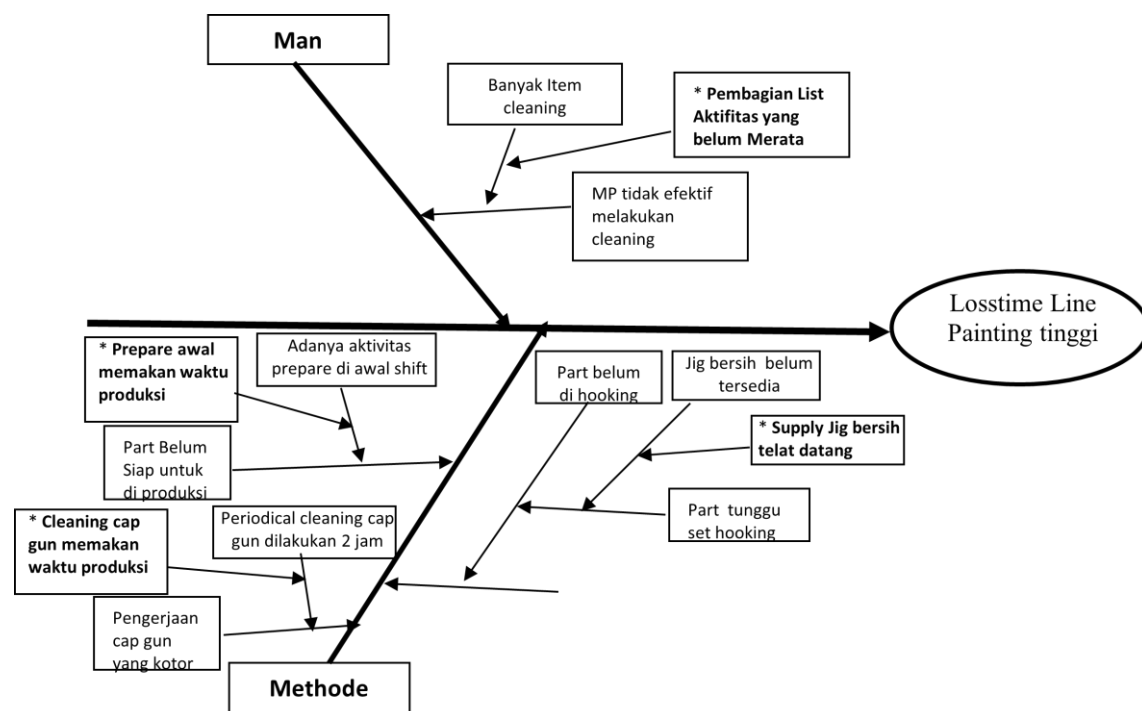 Man
Banyak Item
cleaning
* Pembagian List
Aktifitas yang
belum Merata
MP tidak efektif
melakukan
cleaning
Losstime Line
Painting tinggi
* Prepare awal
memakan waktu
produksi
Adanya aktivitas
prepare di awal shift
Part belum
di hooking
Jig bersih belum
tersedia
* Supply Jig bersih
telat datang
Part Belum
Siap untuk
di produksi
Part tunggu
set hooking
* Cleaning cap
gun memakan
waktu produksi
Periodical cleaning cap
gun dilakukan 2 jam
Pengerjaan
cap gun
yang kotor
Methode